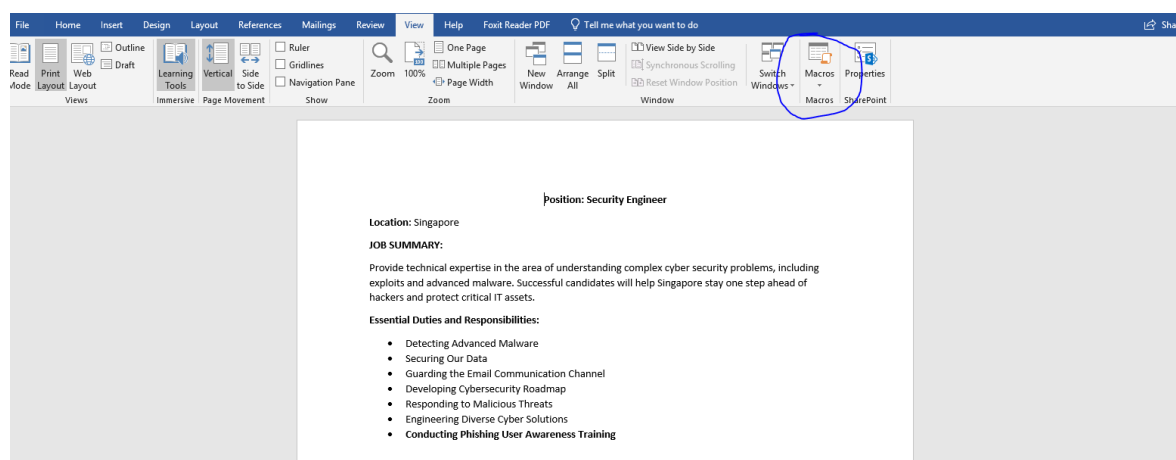 File Home Insert Design Layout References Mailings Review View Help Foxit Reader PDF Tell me what you want to do Sha
Outline Ruler One Page View Side by Side
Draft Gridlines Multiple Pages Synchronous Scrolling
Navigation Pane Page Width Reset Window Position
Read Print Web Learning Vertical Side Zoom 100% New Arrange Split Switch Macros Properties
Mode Layout Layout Tools to Side Window All Windows
Views Immersive Page Movement Show Zoom Window Macros SharePoint
Position: Security Engineer
Location: Singapore
JOB SUMMARY:
Provide technical expertise in the area of understanding complex cyber security problems, including
exploits and advanced malware. Successful candidates will help Singapore stay one step ahead of
hackers and protect critical IT assets.
Essential Duties and Responsibilities:
• Detecting Advanced Malware
• Securing Our Data
• Guarding the Email Communication Channel
• Developing Cybersecurity Roadmap
• Responding to Malicious Threats
• Engineering Diverse Cyber Solutions
• Conducting Phishing User Awareness Training